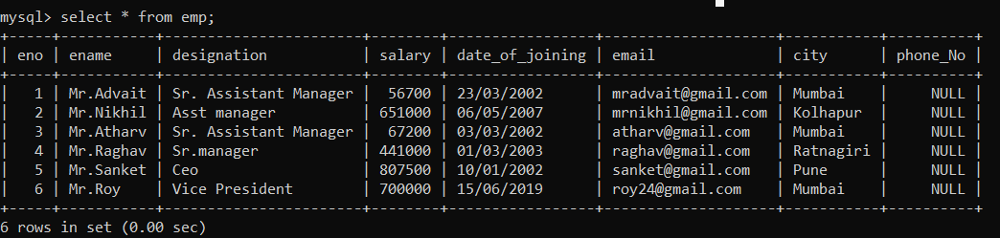 mysql> select * from emp;
+-----+-----------+------------------------+--------+-----------------+--------------------+-----------+----------+
| eno | ename     | designation            | salary | date_of_joining | email              | city      | phone_No |
+-----+-----------+------------------------+--------+-----------------+--------------------+-----------+----------+
|   1 | Mr.Advait | Sr. Assistant Manager |  56700 | 23/03/2002      | mradvait@gmail.com | Mumbai    |     NULL |
|   2 | Mr.Nikhil | Asst manager           | 651000 | 06/05/2007      | mrnikhil@gmail.com | Kolhapur  |     NULL |
|   3 | Mr.Atharv | Sr. Assistant Manager |  67200 | 03/03/2002      | atharv@gmail.com   | Mumbai    |     NULL |
|   4 | Mr.Raghav | Sr.manager             | 441000 | 01/03/2003      | raghav@gmail.com   | Ratnagiri |     NULL |
|   5 | Mr.Sanket | Ceo                    | 807500 | 10/01/2002      | sanket@gmail.com   | Pune      |     NULL |
|   6 | Mr.Roy    | Vice President         | 700000 | 15/06/2019      | roy24@gmail.com    | Mumbai    |     NULL |
+-----+-----------+------------------------+--------+-----------------+--------------------+-----------+----------+
6 rows in set (0.00 sec)